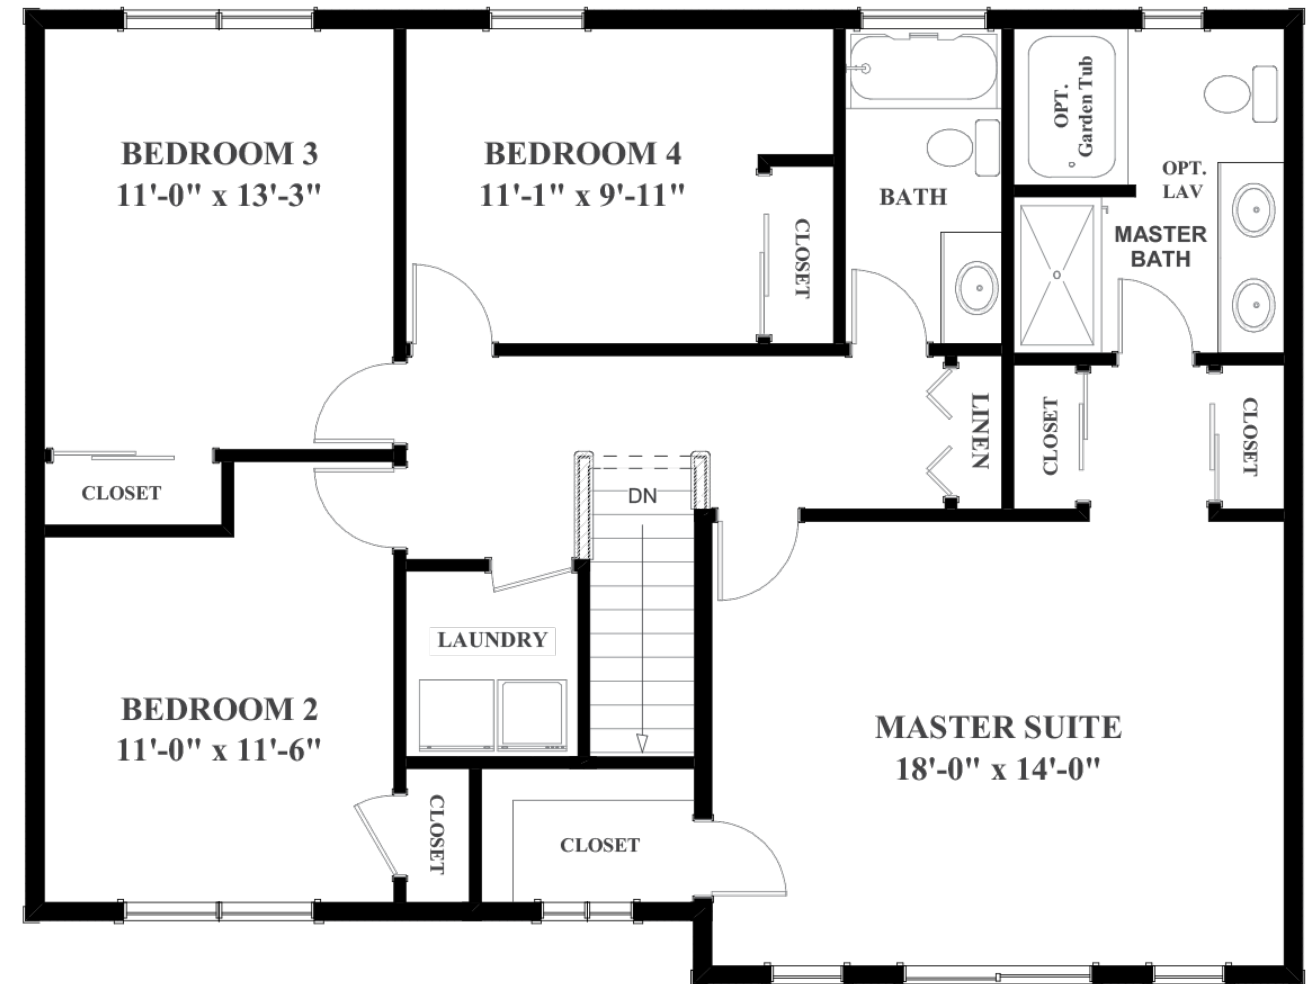 BEDROOM 3
11'-0" x 13'-3"
BEDROOM 4
11'-1" x 9'-11"
CLOSET
BATH
OPT.
Garden Tub
OPT.
LAV
MASTER
BATH
CLOSET
LINEN
CLOSET
CLOSET
DN
LAUNDRY
BEDROOM 2
11'-0" x 11'-6"
MASTER SUITE
18'-0" x 14'-0"
CLOSET
CLOSET